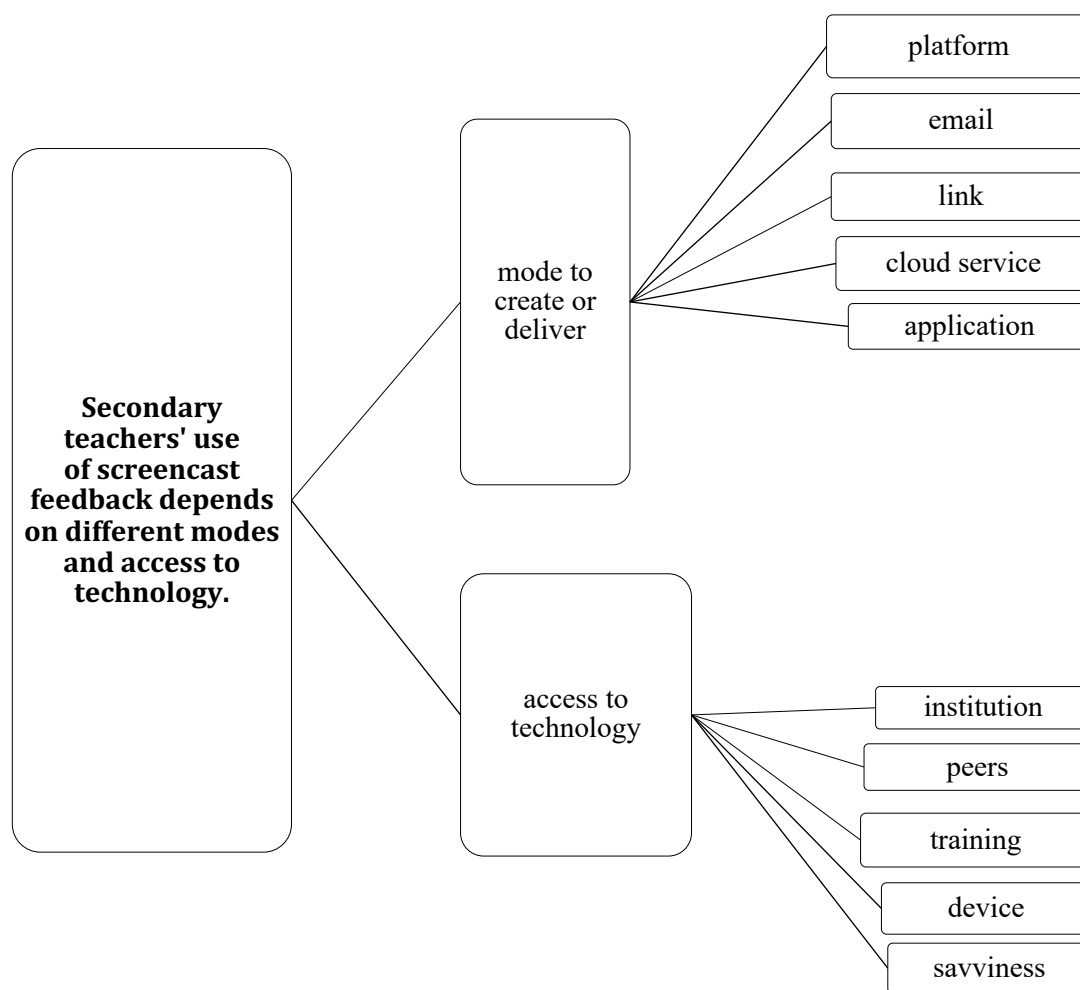 Secondary
teachers' use
of screencast
feedback depends
on different modes
and access to
technology.
mode to
create or
deliver
platform
email
link
cloud service
application
access to
technology
institution
peers
training
device
savviness